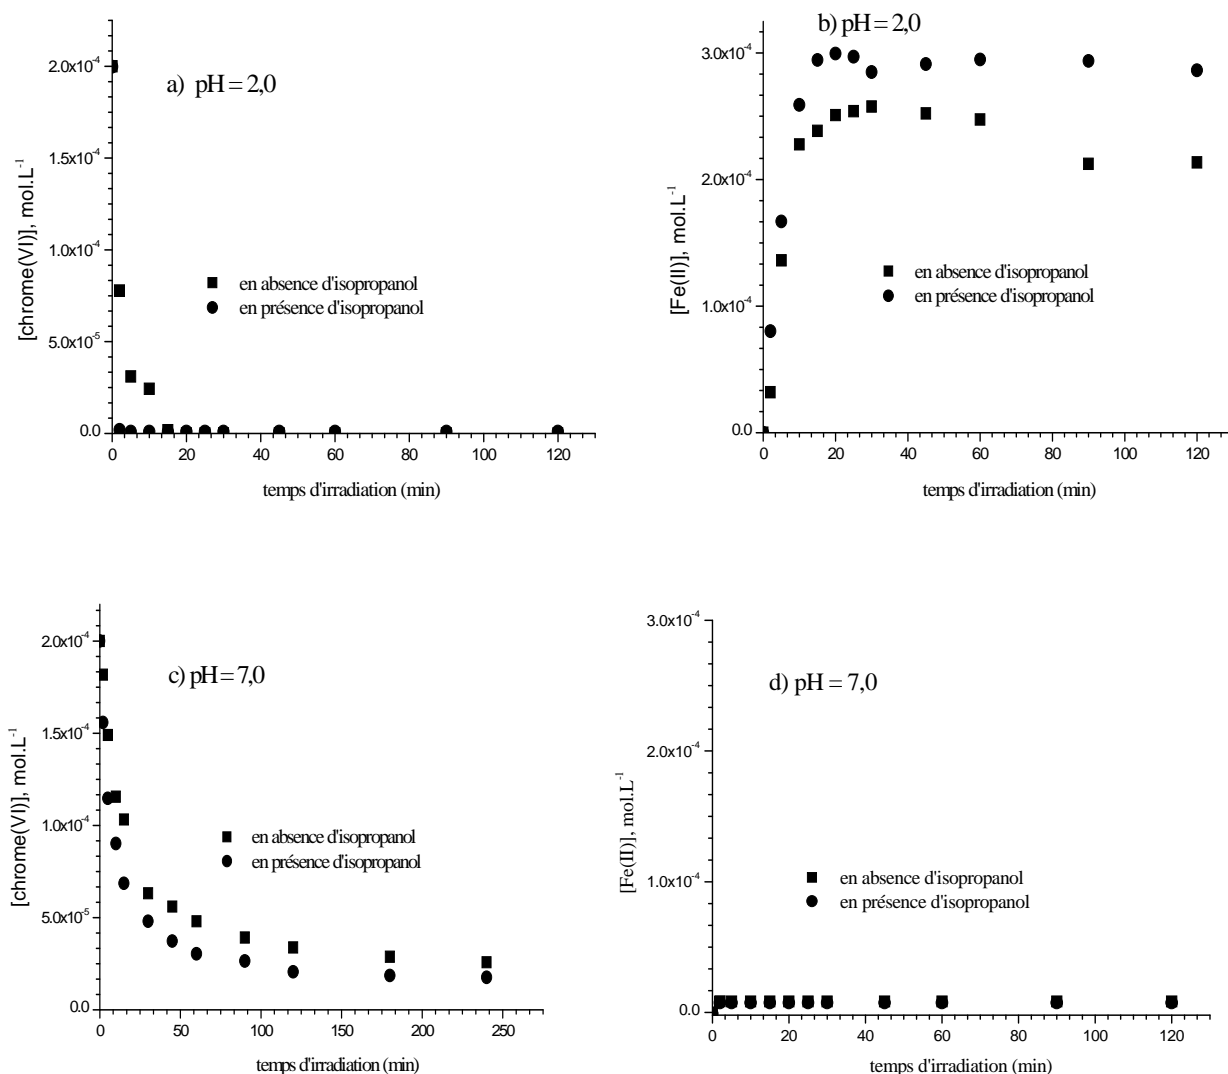 a) pH = 2,0
[chrome(VI)], mol.L-1
2.0x10-4
1.5x10-4
1.0x10-4
5.0x10-5
0.0
en absence d'isopropanol
en présence d'isopropanol
0 20 40 60 80 100 120
temps d'irradiation (min)
b) pH = 2,0
[Fe(II)], mol.L-1
3.0x10-4
2.0x10-4
1.0x10-4
0.0
en absence d'isopropanol
en présence d'isopropanol
0 20 40 60 80 100 120
temps d'irradiation (min)
c) pH = 7,0
[chrome(VI)], mol.L-1
2.0x10-4
1.5x10-4
1.0x10-4
5.0x10-5
0.0
en absence d'isopropanol
en présence d'isopropanol
0 50 100 150 200 250
temps d'irradiation (min)
d) pH = 7,0
[Fe(II)], mol.L-1
3.0x10-4
2.0x10-4
1.0x10-4
0.0
en absence d'isopropanol
en présence d'isopropanol
0 20 40 60 80 100 120
temps d'irradiation (min)